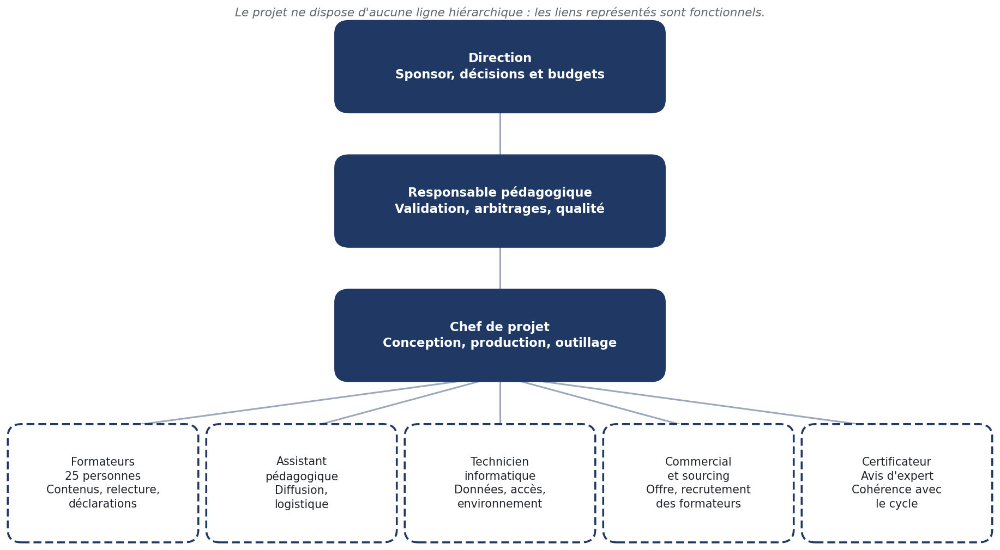 Le projet ne dispose d'aucune ligne hiérarchique : les liens représentés sont fonctionnels.
Direction
Sponsor, décisions et budgets
Responsable pédagogique
Validation, arbitrages, qualité
Chef de projet
Conception, production, outillage
Formateurs
25 personnes
Contenus, relecture,
déclarations
Assistant
pédagogique
Diffusion,
logistique
Technicien
informatique
Données, accès,
environnement
Commercial
et sourcing
Offre, recrutement
des formateurs
Certificateur
Avis d'expert
Cohérence avec
le cycle